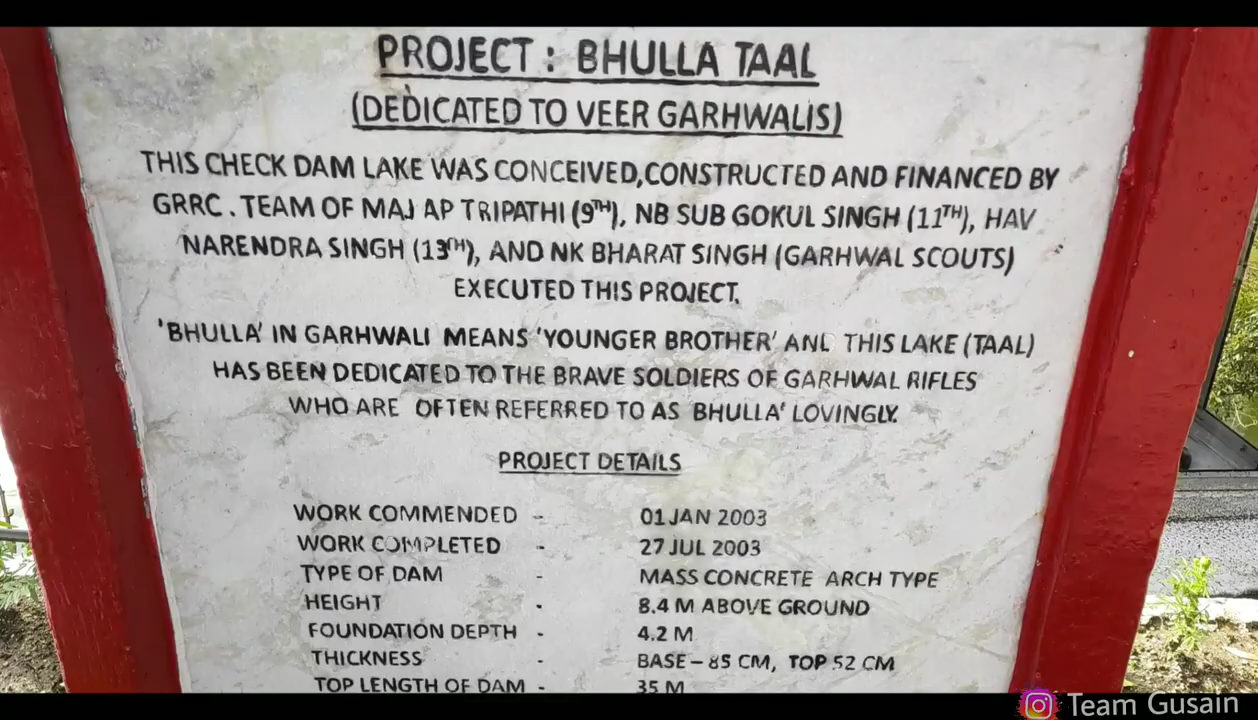 PROJECT : BHULLA TAAL
(DEDICATED TO VEER GARHWALIS)
THIS CHECK DAM LAKE WAS CONCEIVED,CONSTRUCTED AND FINANCED BY
GRRC. TEAM OF MAJ AP TRIPATHI (9TH), NB SUB GOKUL SINGH (11TH), HAV
NARENDRA SINGH (13TH), AND NK BHARAT SINGH (GARHWAL SCOUTS)
EXECUTED THIS PROJECT.
'BHULLA' IN GARHWALI MEANS 'YOUNGER BROTHER' AND THIS LAKE (TAAL)
HAS BEEN DEDICATED TO THE BRAVE SOLDIERS OF GARHWAL RIFLES
WHO ARE OFTEN REFERRED TO AS BHULLA' LOVINGLY.
PROJECT DETAILS
WORK COMMENDED - 01 JAN 2003
WORK COMPLETED - 27 JUL 2003
TYPE OF DAM - MASS CONCRETE ARCH TYPE
HEIGHT - 8.4 M ABOVE GROUND
FOUNDATION DEPTH - 4.2 M
THICKNESS - BASE – 85 CM, TOP 52 CM
TOP LENGTH OF DAM - 35 M
Team Gusain